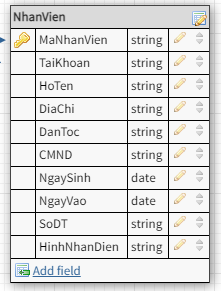 NhanVien
MaNhanVien string
TaiKhoan string
HoTen string
DiaChi string
DanToc string
CMND string
NgaySinh date
NgayVao date
SoDT string
HinhNhanDien string
Add field